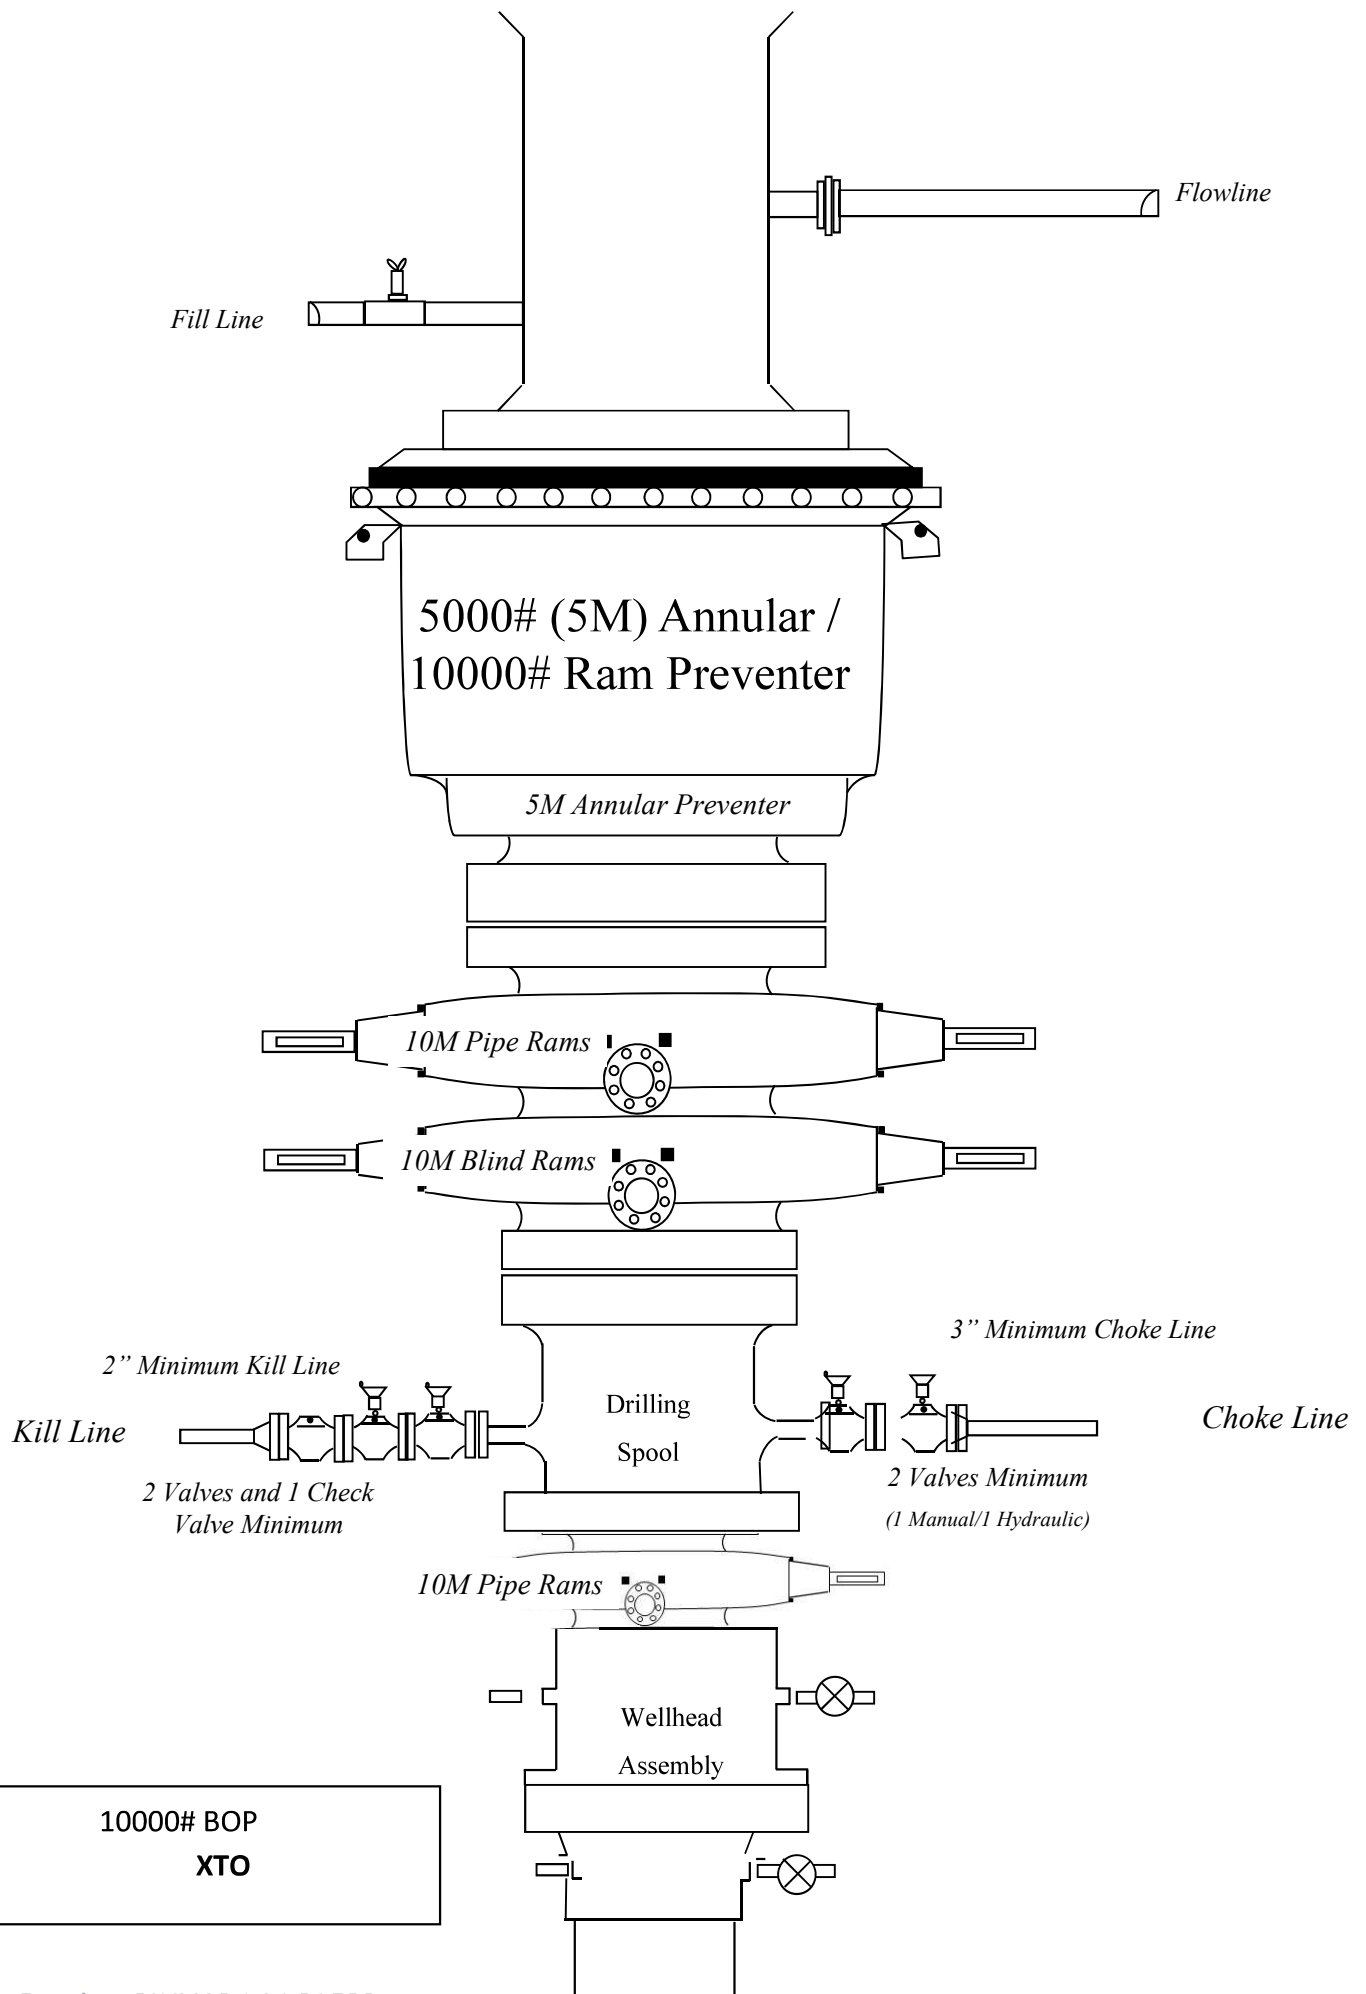 Flowline
Fill Line
5000# (5M) Annular /
10000# Ram Preventer
5M Annular Preventer
10M Pipe Rams
10M Blind Rams
3” Minimum Choke Line
2” Minimum Kill Line
Drilling
Spool
Kill Line
Choke Line
2 Valves and 1 Check
Valve Minimum
2 Valves Minimum
(1 Manual/1 Hydraulic)
10M Pipe Rams
Wellhead
Assembly
10000# BOP
XTO